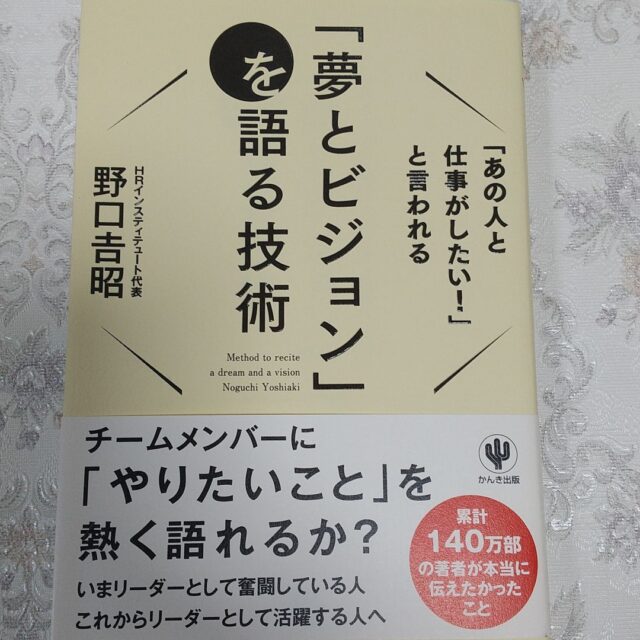 「あの人と
仕事がしたい！」
と言われる
「夢とビジョン」
を語る技術
HRインスティテュート代表
野口𠮷昭
Method to recite
a dream and a vision
Noguchi Yoshiaki
チームメンバーに
「やりたいこと」を
熱く語れるか？
いまリーダーとして奮闘している人
これからリーダーとして活躍する人へ
かんき出版
累計
140万部
の著者が本当に
伝えたかった
こと